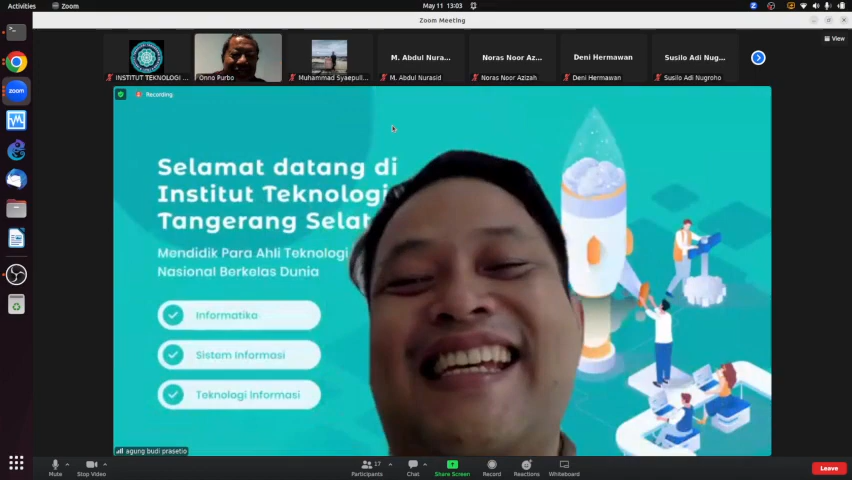 Activities
Zoom
May 11 13:03
Zoom Meeting
View
M. Abdul Nura...
Noras Noor Az...
Deni Hermawan
Susilo Adi Nug...
INSTITUT TEKNOLOGI ...
Onno Purbo
Muhammad Syaepull...
M. Abdul Nurasid
Noras Noor Azizah
Deni Hermawan
Susilo Adi Nugroho
Recording
Selamat datang di
Institut Teknologi
Tangerang Selat
Mendidik Para Ahli Teknologi
Nasional Berkelas Dunia
Informatika
Sistem Informasi
Teknologi Informasi
agung budi prasetio
zoom
Mute
Stop Video
Participants
17
Chat
Share Screen
Record
Reactions
Whiteboard
Leave